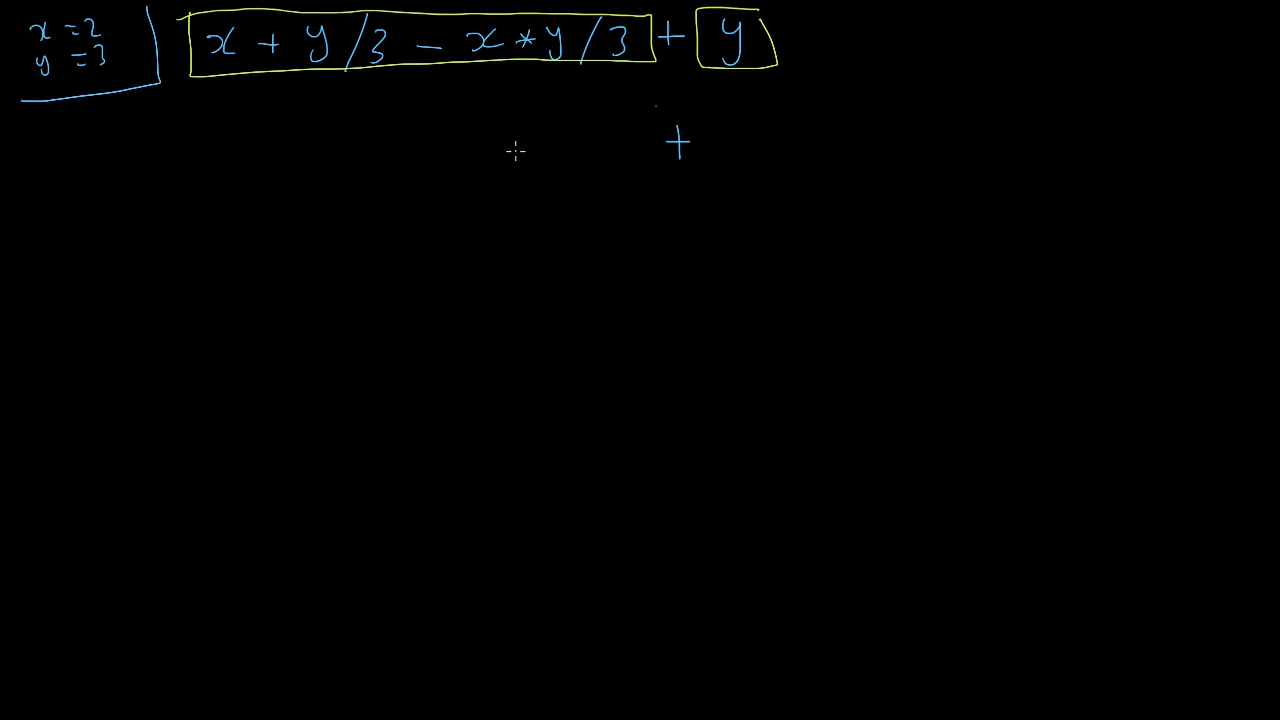 x = 2
y = 3
x + y / 3 - x * y / 3 + y
+